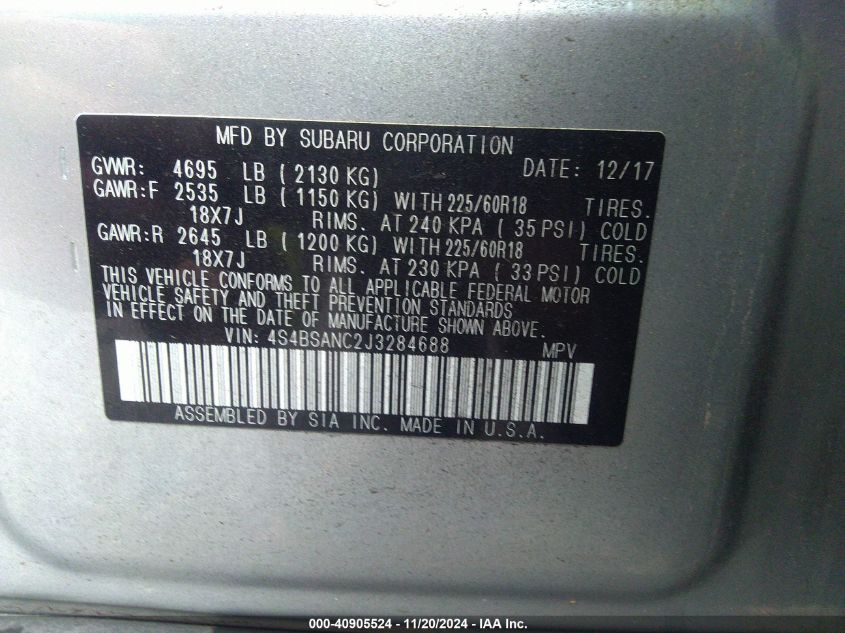 MFD BY SUBARU CORPORATION
GVWR: 4695 LB ( 2130 KG) DATE: 12/17
GAWR:F 2535 LB ( 1150 KG) WITH 225/60R18 TIRES.
18X7J RIMS. AT 240 KPA ( 35 PSI) COLD
GAWR:R 2645 LB ( 1200 KG) WITH 225/60R18 TIRES.
18X7J RIMS. AT 230 KPA ( 33 PSI) COLD
THIS VEHICLE CONFORMS TO ALL APPLICABLE FEDERAL MOTOR
VEHICLE SAFETY AND THEFT PREVENTION STANDARDS
IN EFFECT ON THE DATE OF MANUFACTURE SHOWN ABOVE.
VIN: 4S4BSANC2J3284688 MPV
ASSEMBLED BY SIA INC. MADE IN U.S.A.
000-40905524 - 11/20/2024 - IAA Inc.